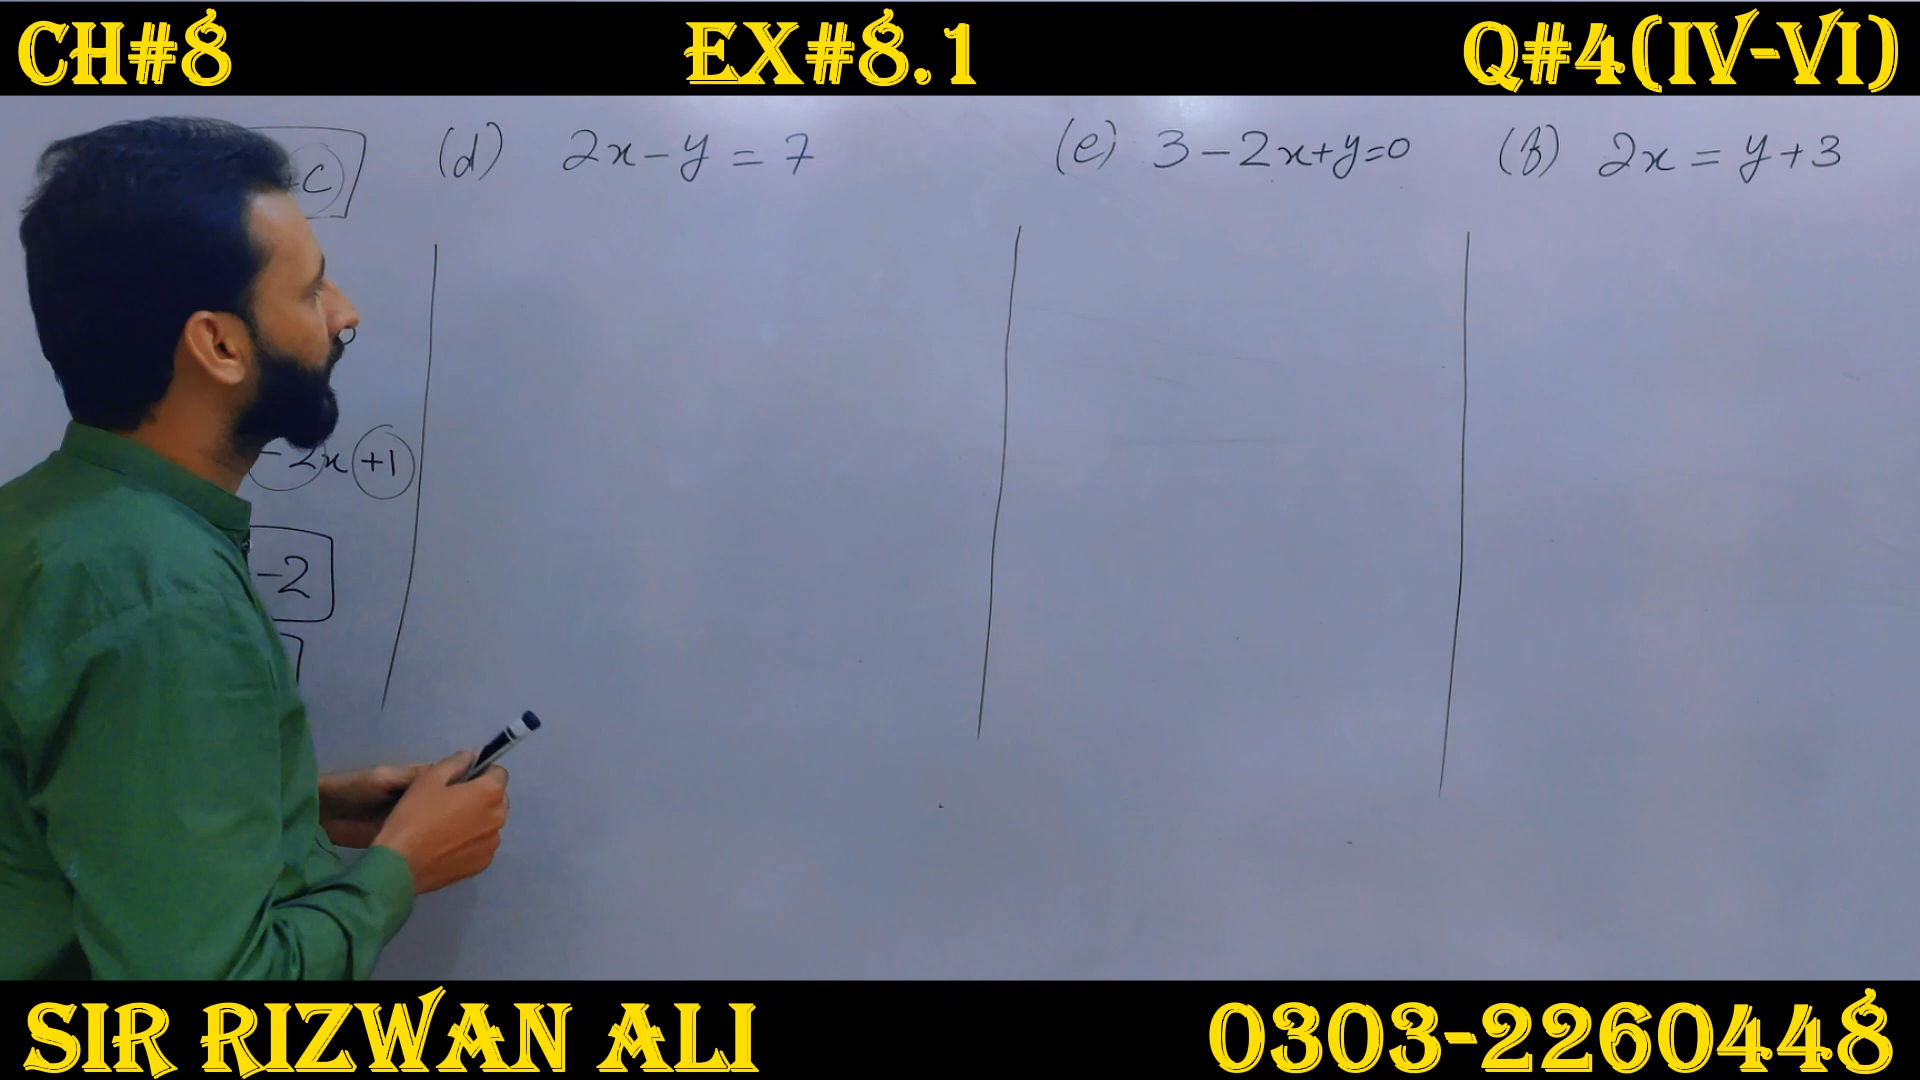 CH#8 EX#8.1 Q#4(IV-VI)
+C
(d) 2x-y=7 (e) 3-2x+y=0 (f) 2x=y+3
-2x+1
-2
SIR RIZWAN ALI 0303-2260448